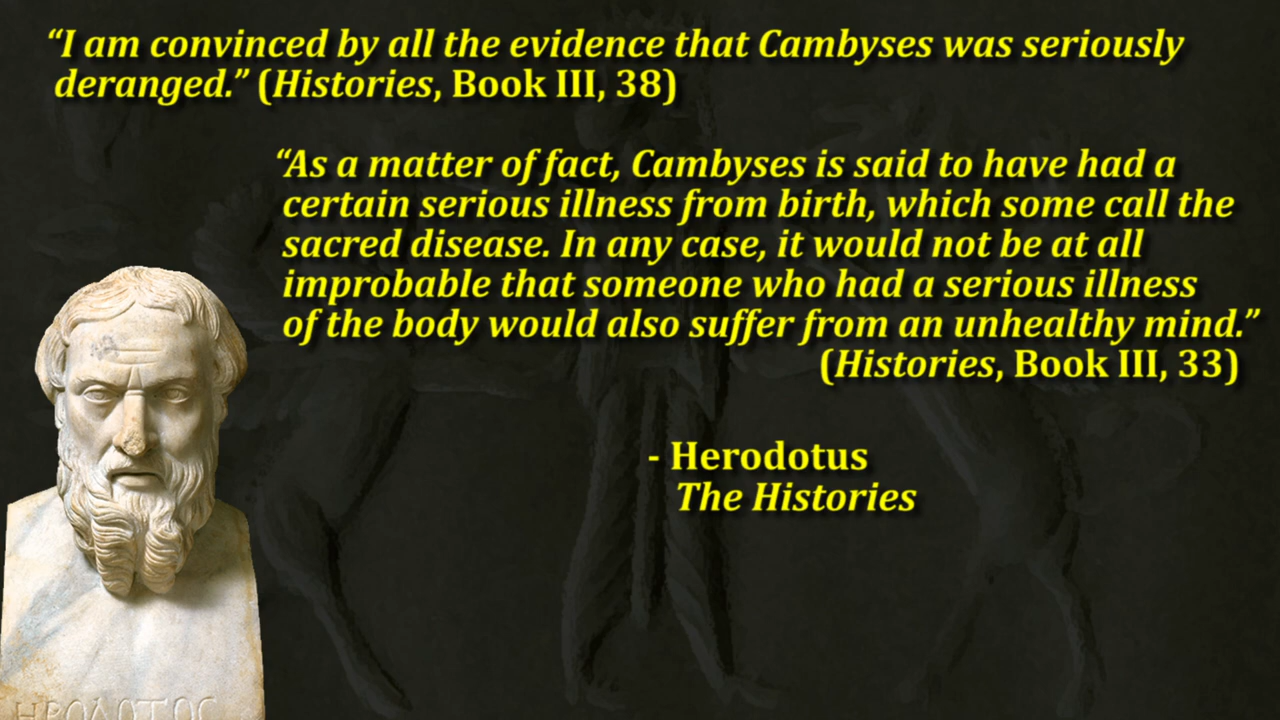 “I am convinced by all the evidence that Cambyses was seriously
deranged.” (Histories, Book III, 38)
“As a matter of fact, Cambyses is said to have had a
certain serious illness from birth, which some call the
sacred disease. In any case, it would not be at all
improbable that someone who had a serious illness
of the body would also suffer from an unhealthy mind.”
(Histories, Book III, 33)
- Herodotus
The Histories
ΗΡΟΔΟΤΟΣ